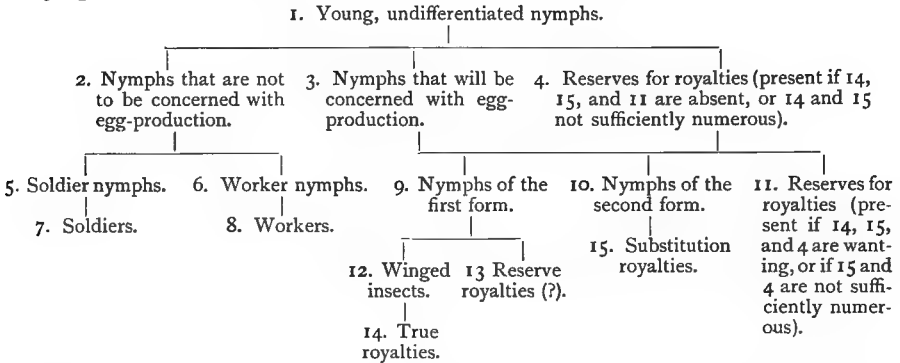 1. Young, undifferentiated nymphs.
2. Nymphs that are not
to be concerned with
egg-production.
3. Nymphs that will be
concerned with egg-
production.
4. Reserves for royalties (present if 14,
15, and 11 are absent, or 14 and 15
not sufficiently numerous).
5. Soldier nymphs.
6. Worker nymphs.
9. Nymphs of the
first form.
10. Nymphs of the
second form.
11. Reserves for
royalties (pre-
sent if 14, 15,
and 4 are want-
ing, or if 15 and
4 are not suffi-
ciently numer-
ous).
7. Soldiers.
8. Workers.
12. Winged
insects.
13 Reserve
royalties (?).
15. Substitution
royalties.
14. True
royalties.